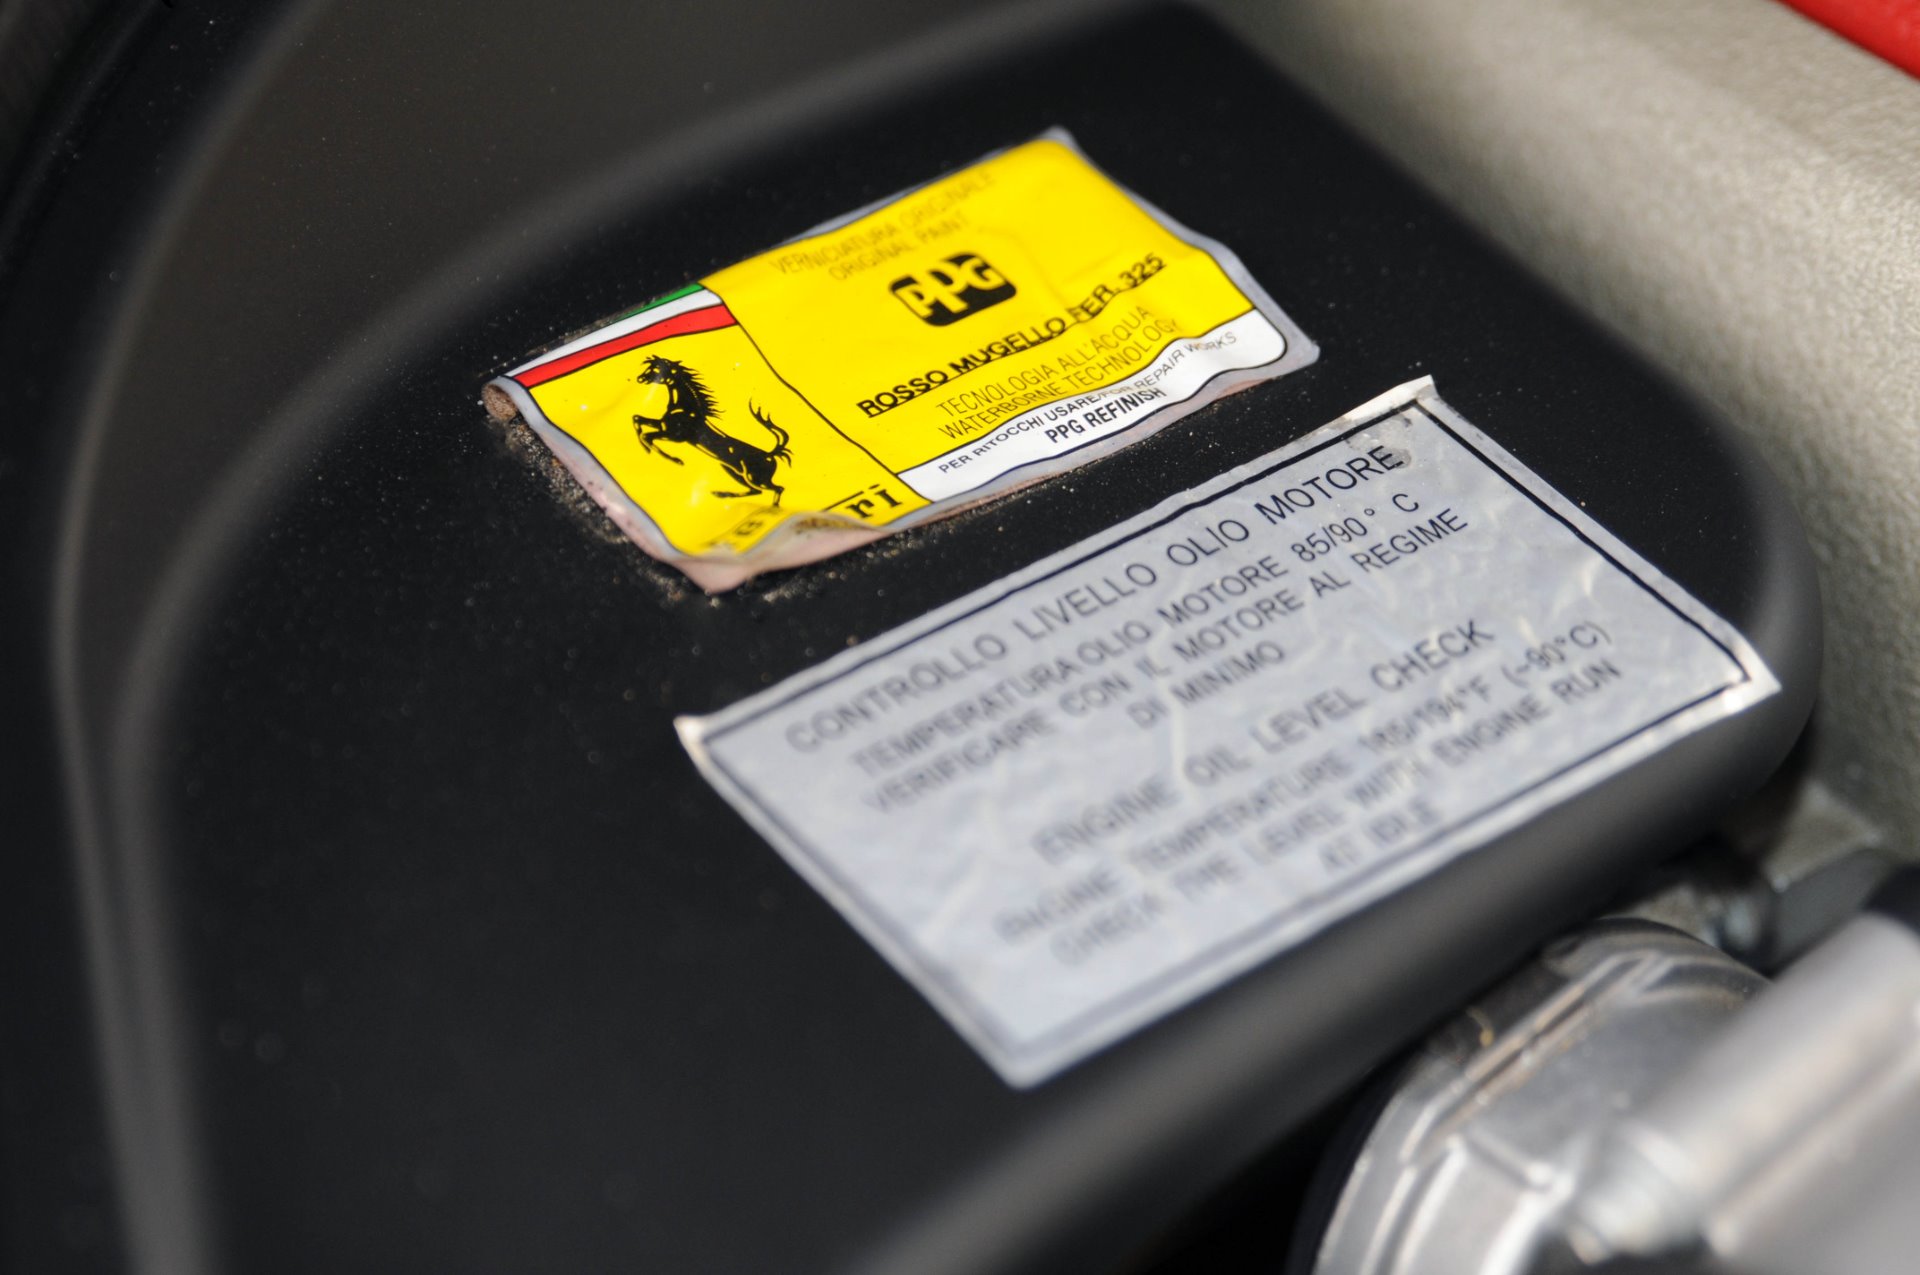 VERNICIATURA ORIGINALE
ORIGINAL PAINT
PPG
ROSSO MUGELLO FER. 325
TECNOLOGIA ALL'ACQUA
WATERBORNE TECHNOLOGY
PER RITOCCHI USARE/FOR REPAIR WORKS
PPG REFINISH
CONTROLLO LIVELLO OLIO MOTORE
TEMPERATURA OLIO MOTORE 85/90° C
VERIFICARE CON IL MOTORE AL REGIME
DI MINIMO
ENGINE OIL LEVEL CHECK
ENGINE TEMPERATURE 185/194°F (~90°C)
CHECK THE LEVEL WITH ENGINE RUN
AT IDLE